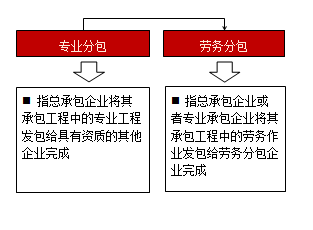 专业分包
劳务分包
■ 指总承包企业将其
承包工程中的专业工程
发包给具有资质的其他
企业完成
■ 指总承包企业或
者专业承包企业将其
承包工程中的劳务作
业发包给劳务分包企
业完成